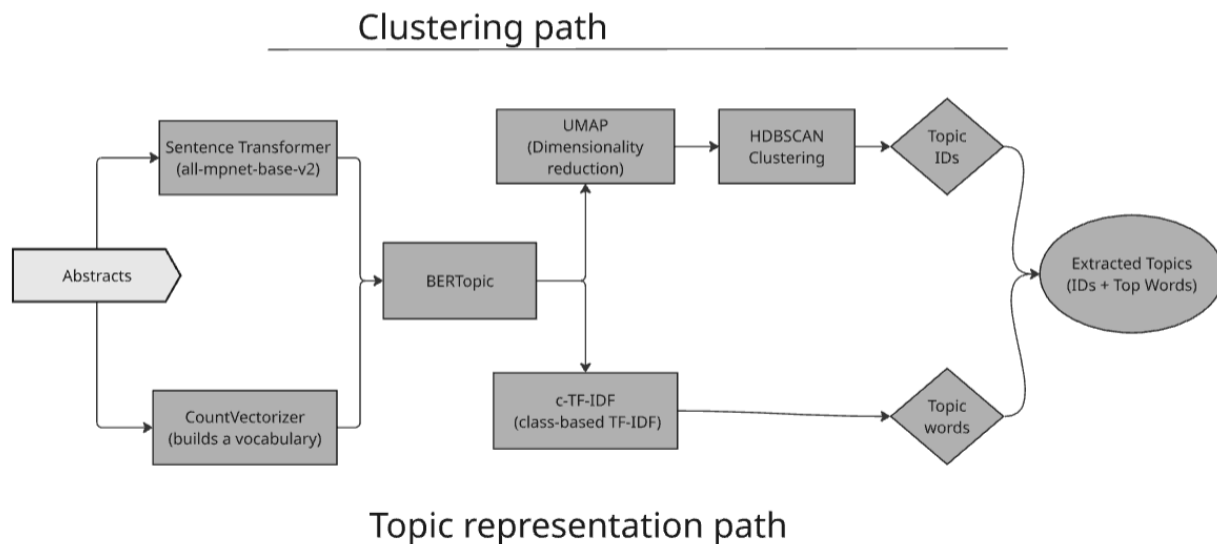 Clustering path
Sentence Transformer
(all-mpnet-base-v2)
UMAP
(Dimensionality
reduction)
HDBSCAN
Clustering
Topic
IDs
Abstracts
BERTopic
Extracted Topics
(IDs + Top Words)
CountVectorizer
(builds a vocabulary)
c-TF-IDF
(class-based TF-IDF)
Topic
words
Topic representation path